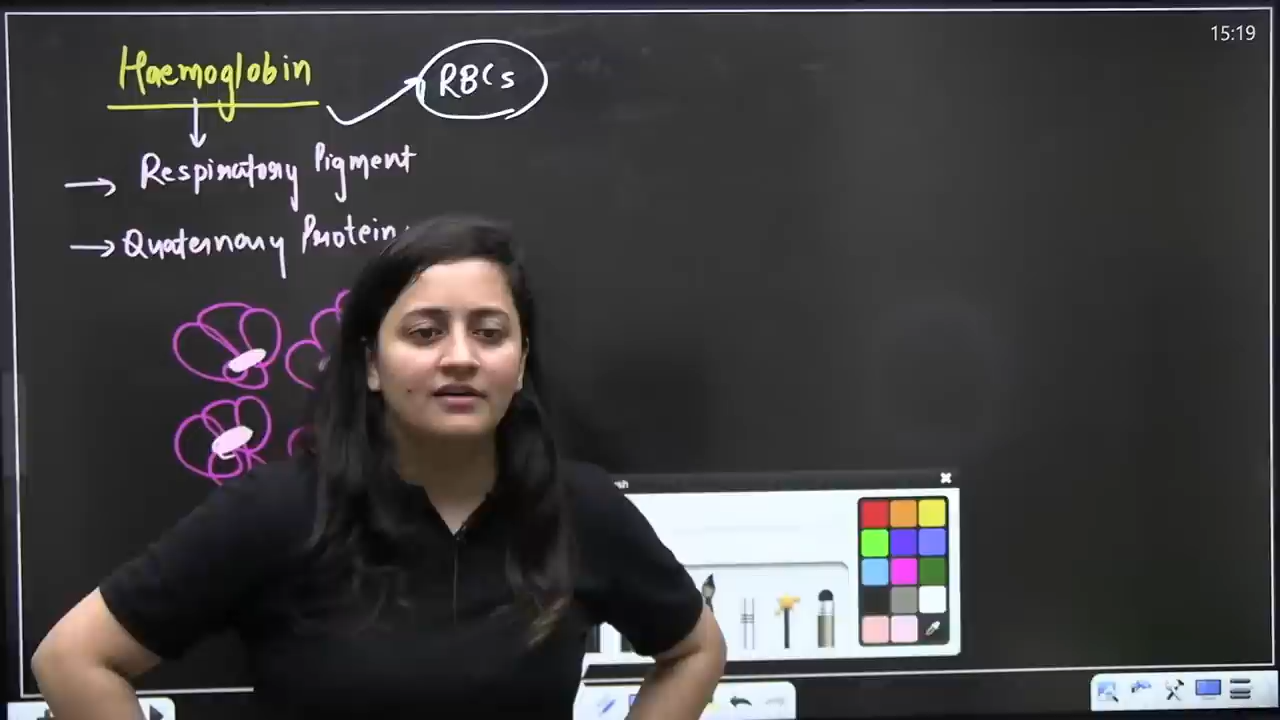 15:19
Haemoglobin
RBCs
Respiratory Pigment
Quaternary Protein